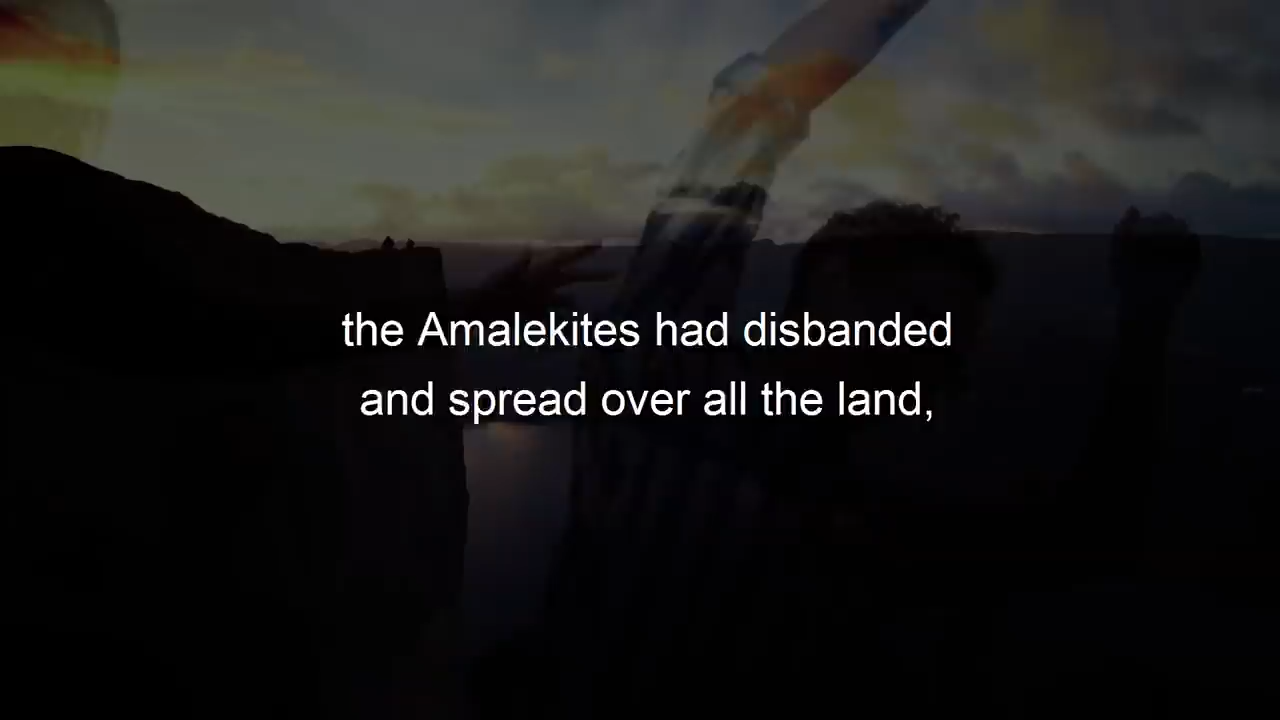 the Amalekites had disbanded
and spread over all the land,